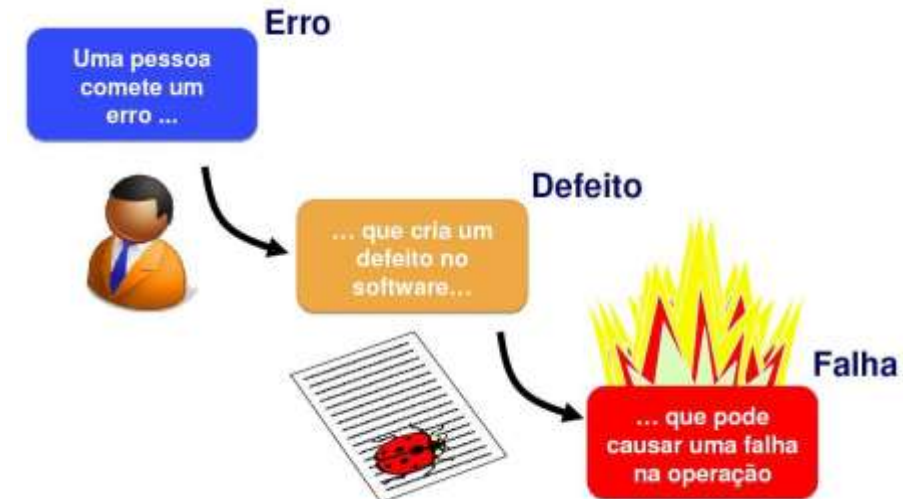 Erro
Uma pessoa
comete um
erro ...
Defeito
... que cria um
defeito no
software...
Falha
... que pode
causar uma falha
na operação